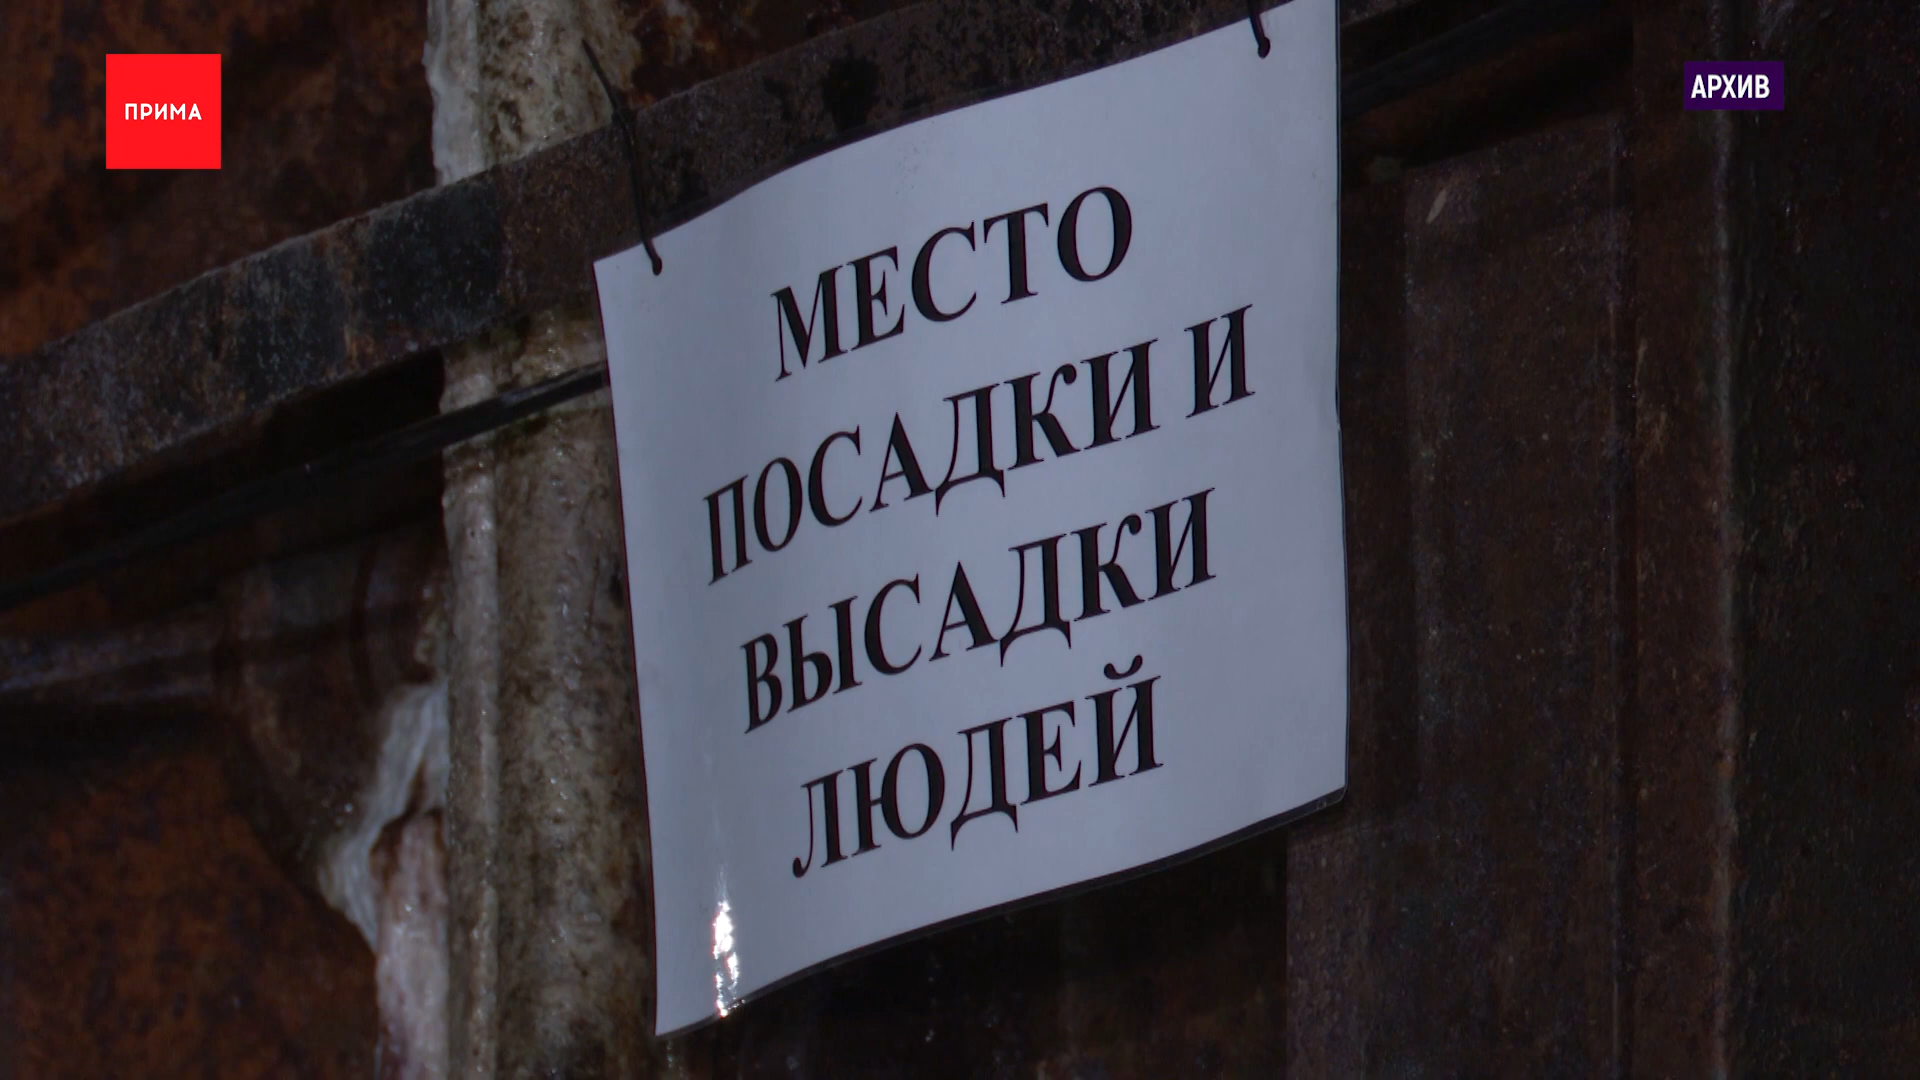 ПРИМА
АРХИВ
МЕСТО
ПОСАДКИ И
ВЫСАДКИ
ЛЮДЕЙ